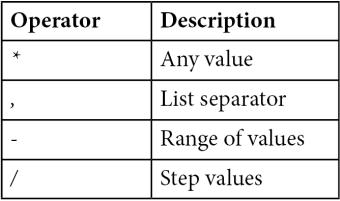 Operator Description
* Any value
, List separator
- Range of values
/ Step values